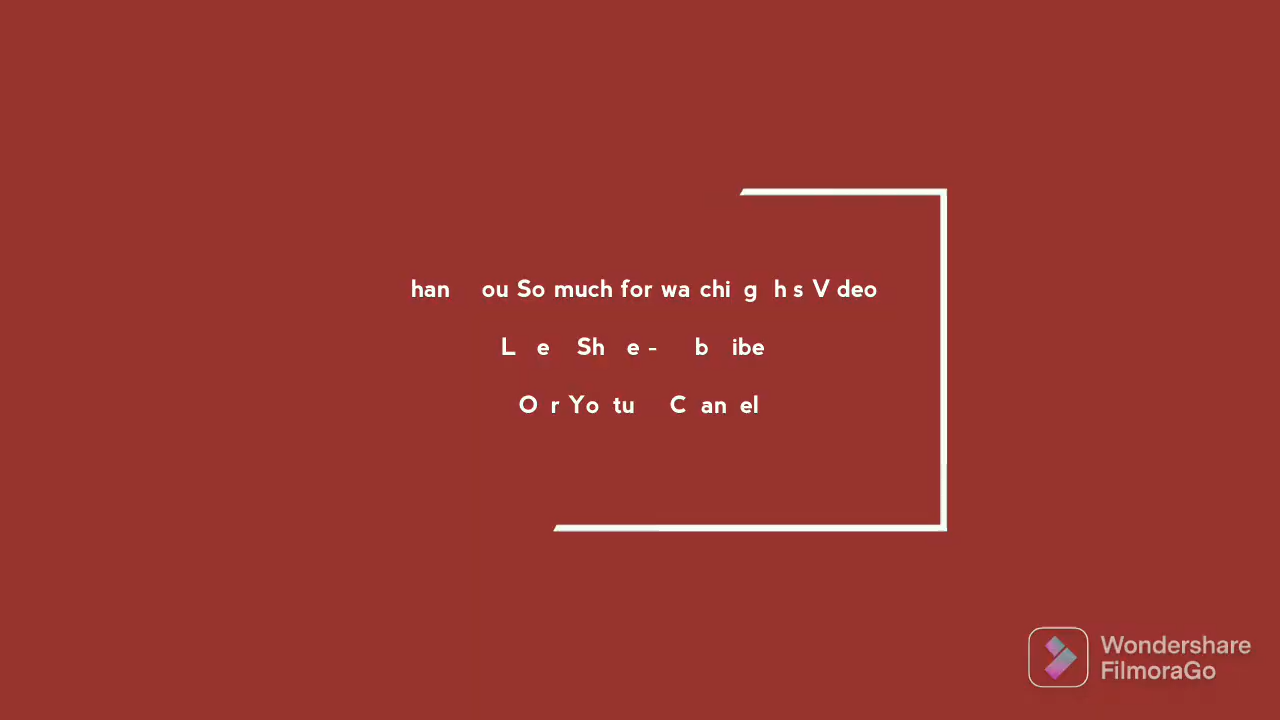 han ou So much for wa chi g h s V deo
L e Sh e - b ibe
O r Yo tu C an el
Wondershare
FilmoraGo